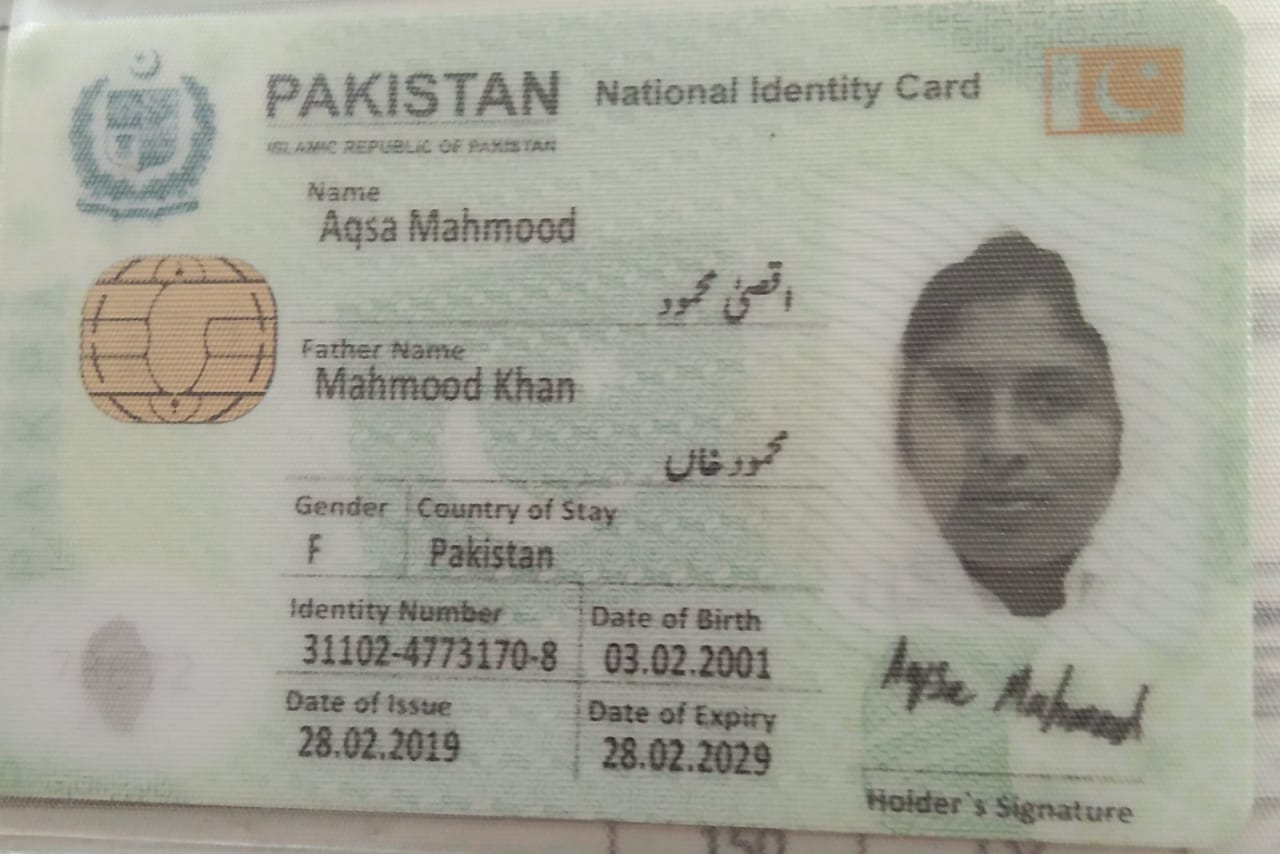 PAKISTAN National Identity Card
ISLAMIC REPUBLIC OF PAKISTAN
Name
Aqsa Mahmood
اقصیٰ محمود
Father Name
Mahmood Khan
محمود خاں
Gender Country of Stay
F Pakistan
Identity Number Date of Birth
31102-4773170-8 03.02.2001
Date of Issue Date of Expiry
28.02.2019 28.02.2029
Aqsa Mahmood
Holder`s Signature
150